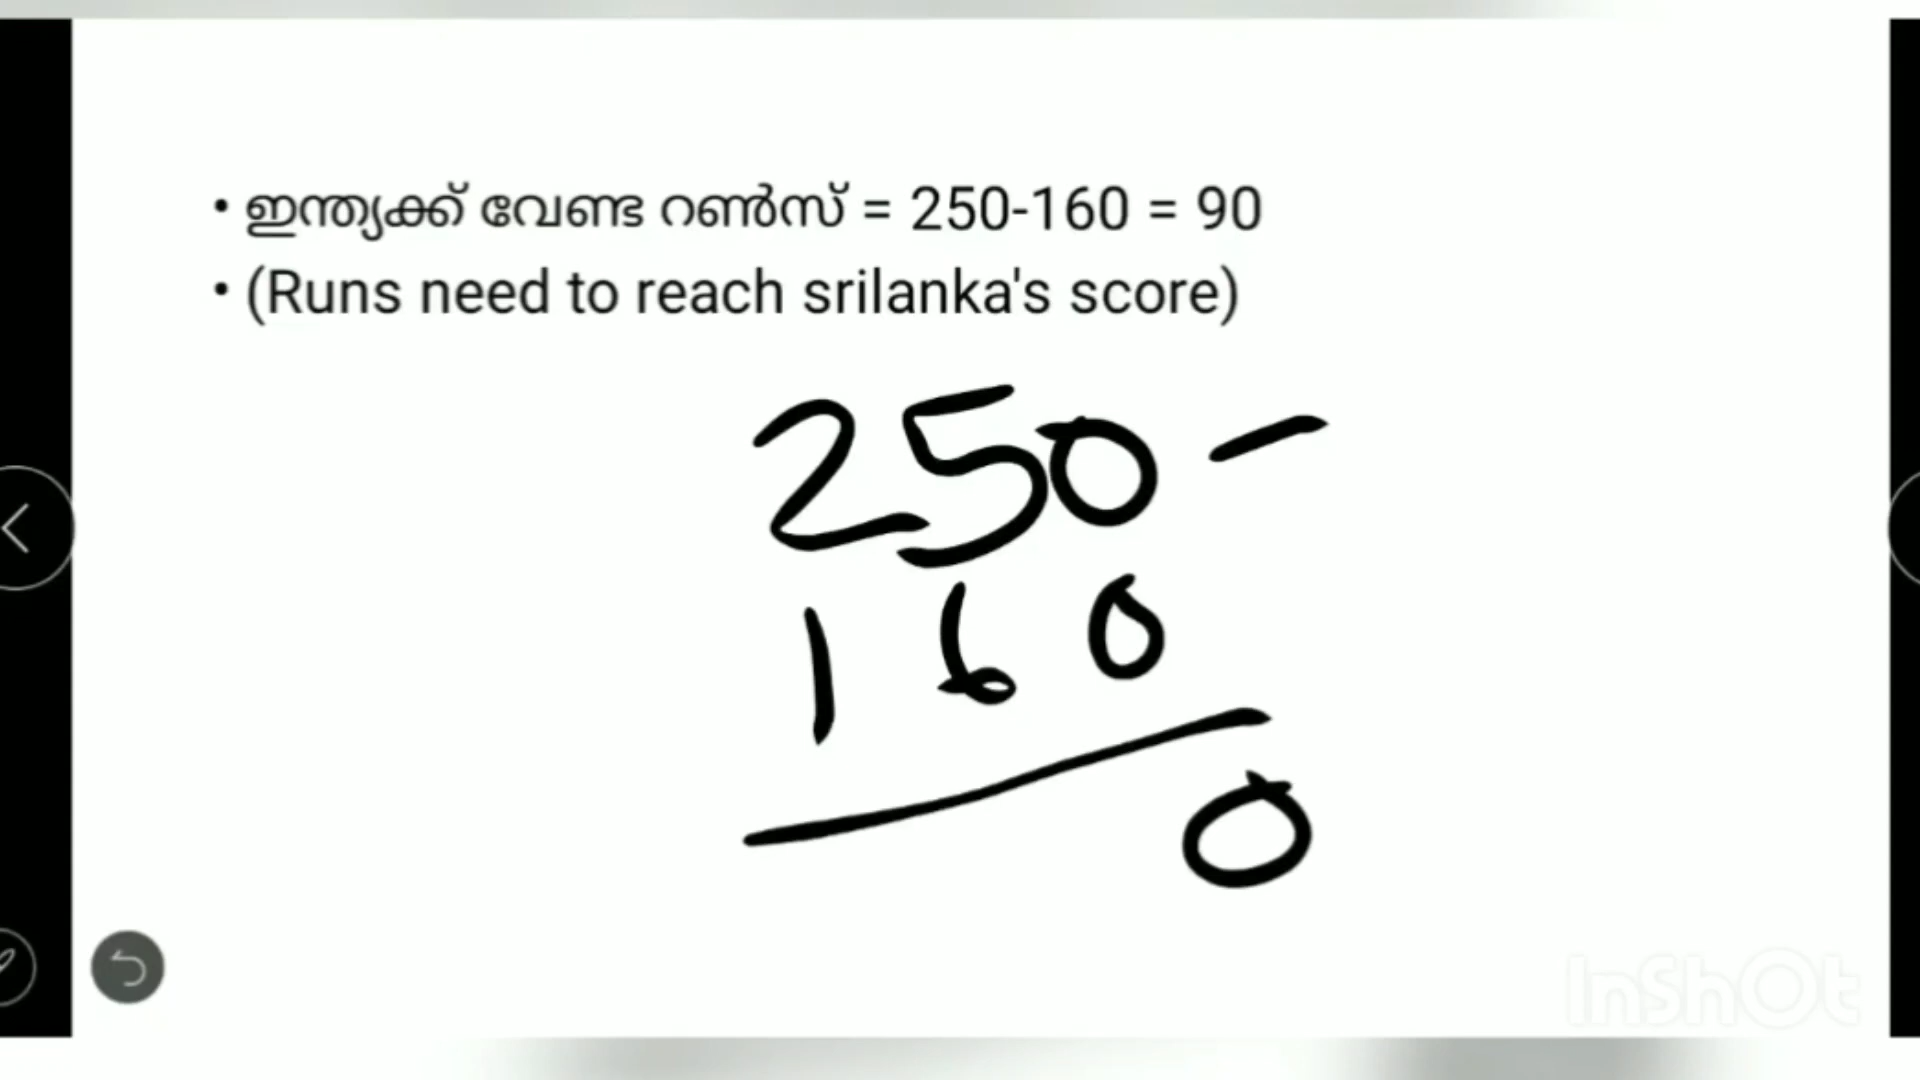 • ഇന്ത്യക്ക് വേണ്ട റൺസ് = 250-160 = 90
• (Runs need to reach srilanka's score)
250 -
160
0
InShOt